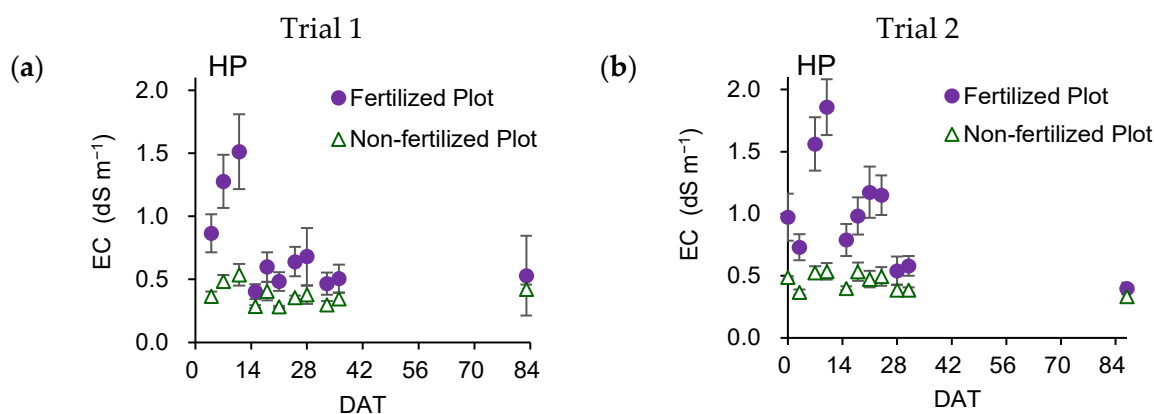 Trial 1
(a)
HP
2.0
1.5
1.0
0.5
0.0
EC (dS m⁻¹)
Fertilized Plot
Non-fertilized Plot
0 14 28 42 56 70 84
DAT
Trial 2
(b)
HP
2.0
1.5
1.0
0.5
0.0
EC (dS m⁻¹)
Fertilized Plot
Non-fertilized Plot
0 14 28 42 56 70 84
DAT